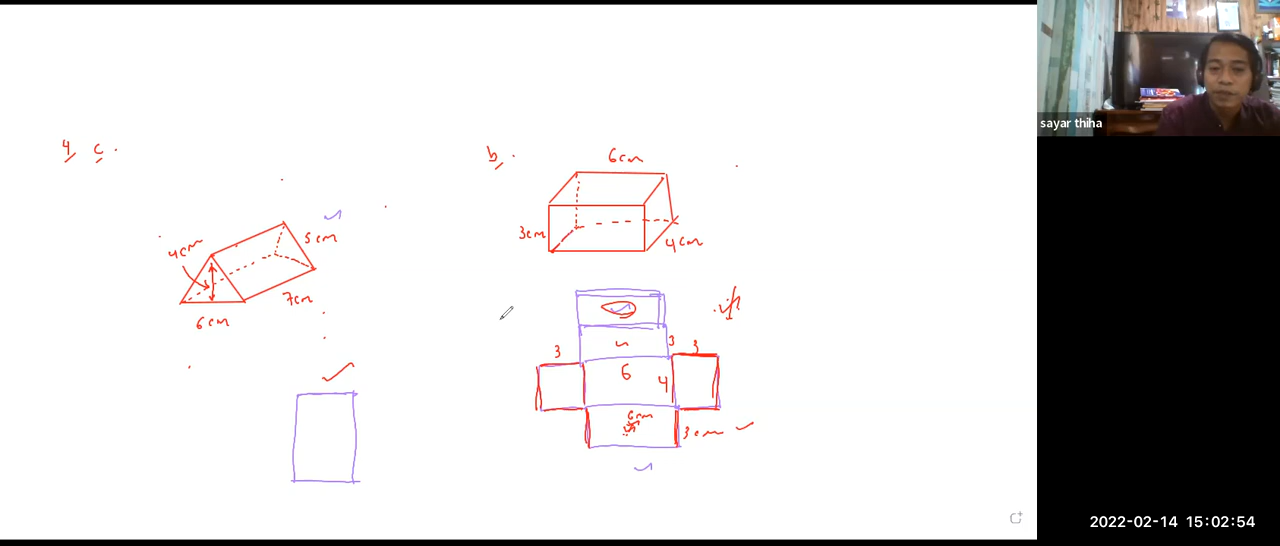 4 c.
4cm
5cm
7cm
6cm
b.
6cm
3cm
4cm
3
3
3
6
4
6cm
3cm
sayar thiha
2022-02-14 15:02:54